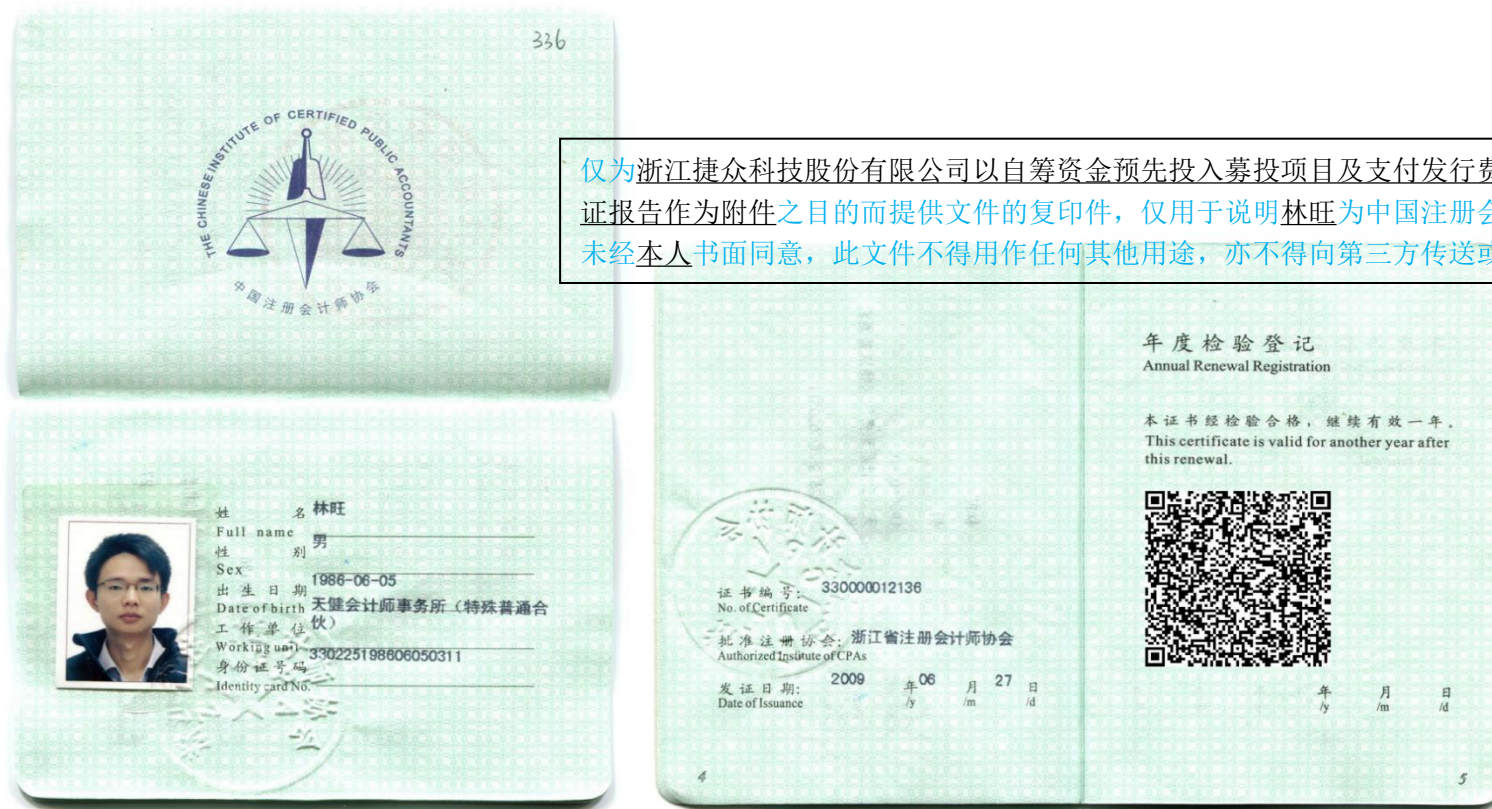 336
THE CHINESE INSTITUTE OF CERTIFIED PUBLIC ACCOUNTANTS
中国注册会计师协会
仅为浙江捷众科技股份有限公司以自筹资金预先投入募投项目及支付发行费
证报告作为附件之目的而提供文件的复印件，仅用于说明林旺为中国注册会
未经本人书面同意，此文件不得用作任何其他用途，亦不得向第三方传送或
姓 名 林旺
Full name
性 别 男
Sex
出生日期 1986-06-05
Date of birth
工作单位 天健会计师事务所（特殊普通合
伙）
Working unit
身份证号码 330225198606050311
Identity card No.
证书编号: 330000012136
No. of Certificate
批准注册协会: 浙江省注册会计师协会
Authorized Institute of CPAs
发证日期: 2009 年 06 月 27 日
Date of Issuance /y /m /d
4
年度检验登记
Annual Renewal Registration
本证书经检验合格，继续有效一年.
This certificate is valid for another year after
this renewal.
年 月 日
/y /m /d
5